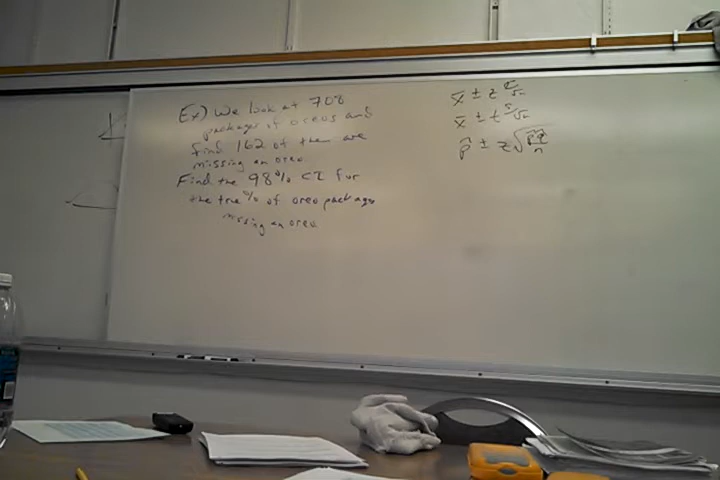 Ex) We look at 708
packages of oreos and
find 162 of them are
missing an oreo.
Find the 98% CI for
the true % of oreo packages
missing an oreo
x̄ ± z σ/√n
x̄ ± t s/√n
p̂ ± z √(p̂q̂/n)